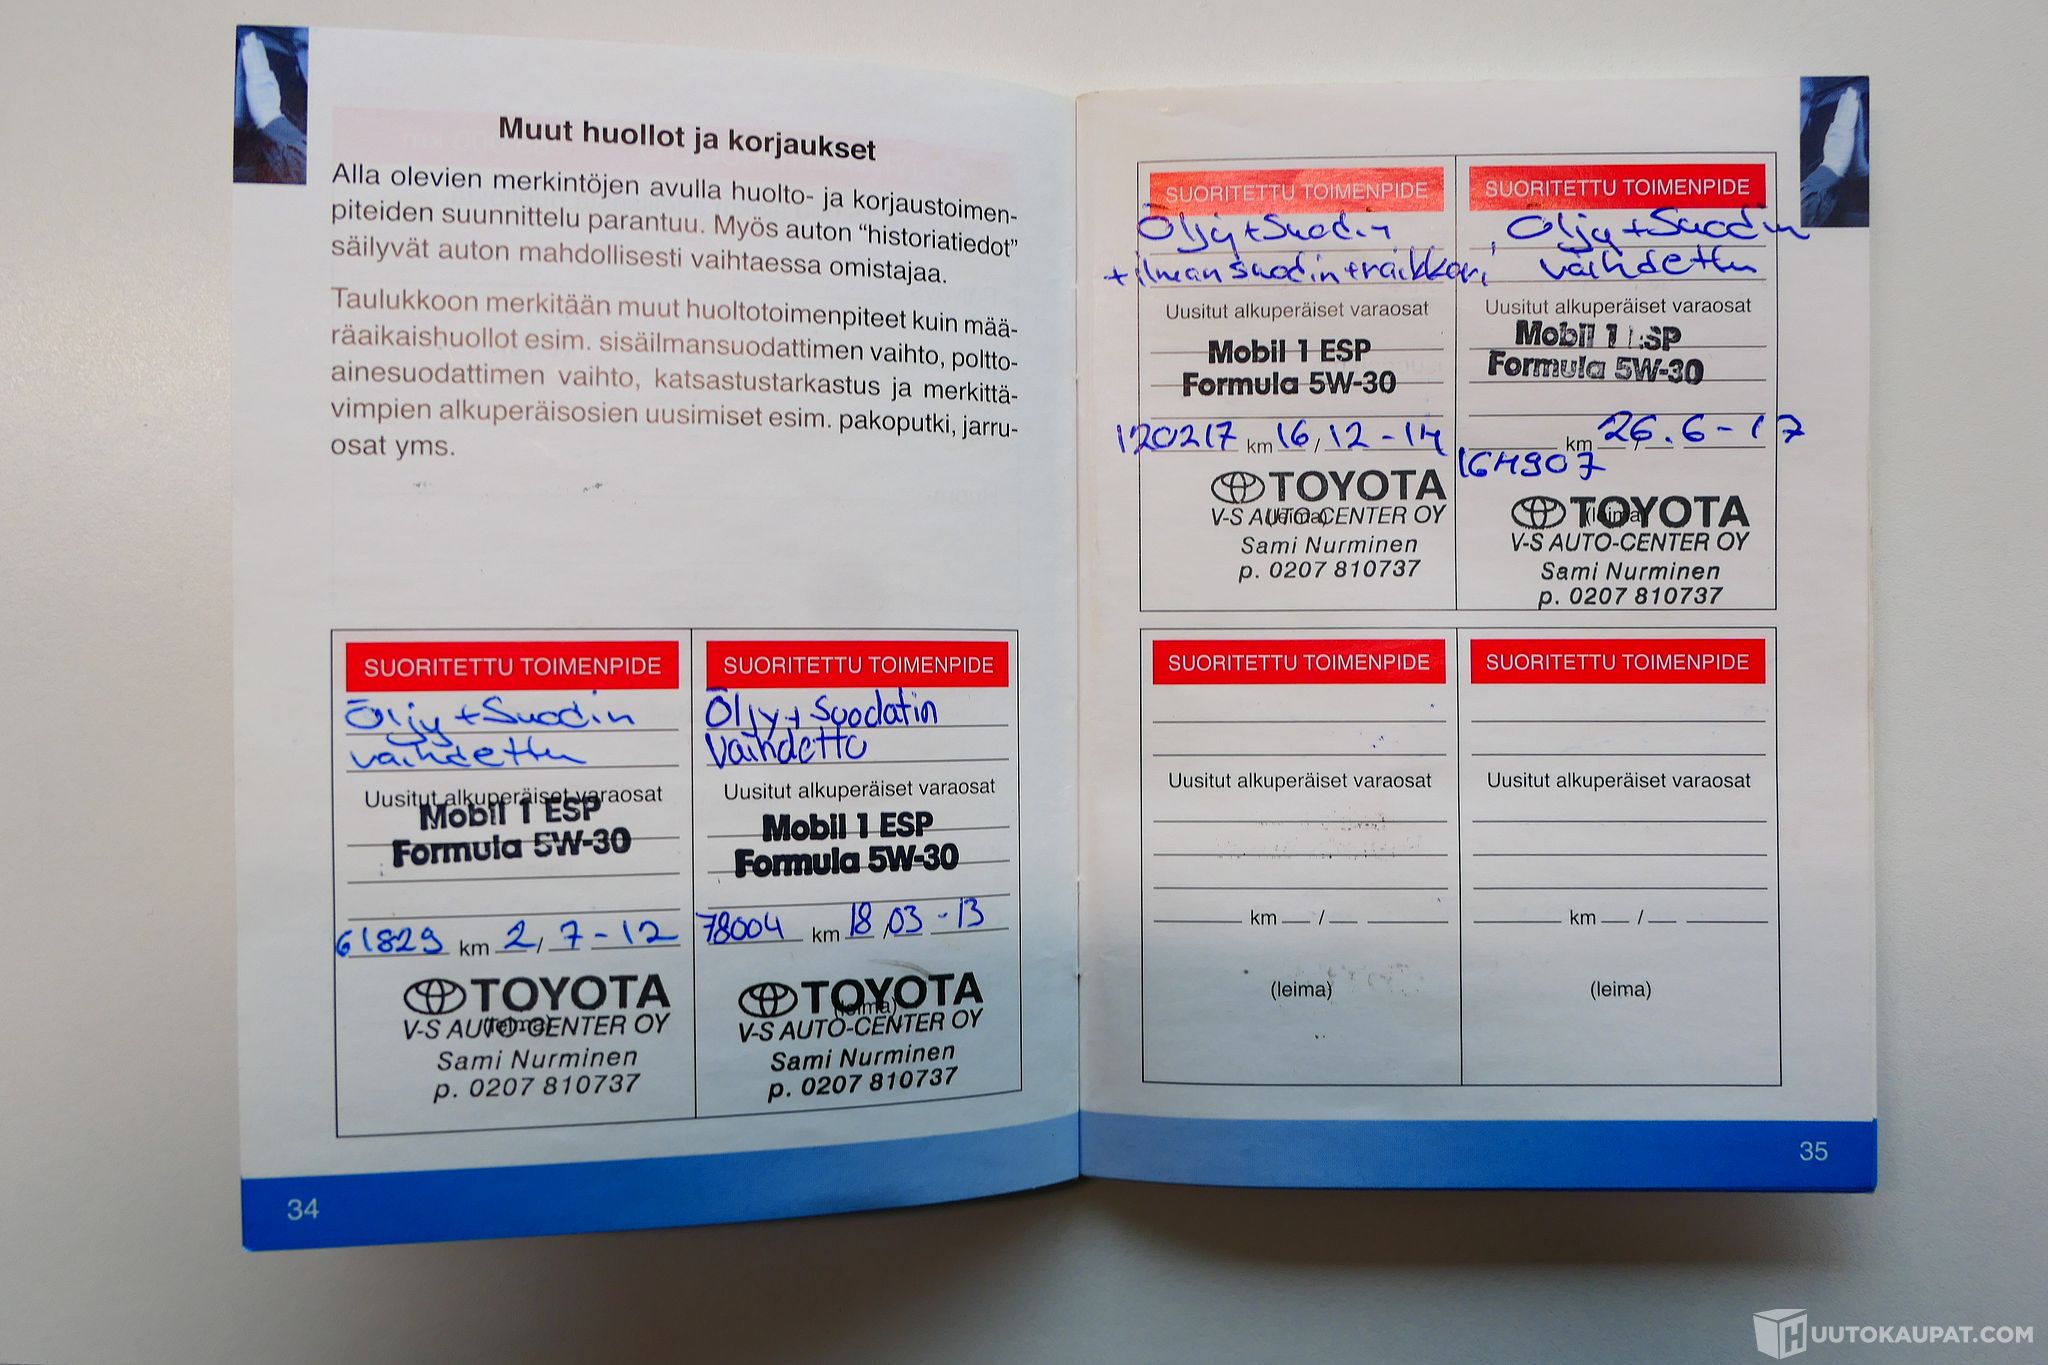 Muut huollot ja korjaukset
Alla olevien merkintöjen avulla huolto- ja korjaustoimen-
piteiden suunnittelu parantuu. Myös auton “historiatiedot”
säilyvät auton mahdollisesti vaihtaessa omistajaa.
Taulukkoon merkitään muut huoltotoimenpiteet kuin mää-
räaikaishuollot esim. sisäilmansuodattimen vaihto, poltto-
ainesuodattimen vaihto, katsastustarkastus ja merkittä-
vimpien alkuperäisosien uusimiset esim. pakoputki, jarru-
osat yms.
SUORITETTU TOIMENPIDE
Öljy + Suodin
vaihdettu
Uusitut alkuperäiset varaosat
Mobil 1 ESP
Formula 5W-30
61829 km 2 / 7 - 12
(leima)
TOYOTA
V-S AUTO-CENTER OY
Sami Nurminen
p. 0207 810737
SUORITETTU TOIMENPIDE
Öljy + Suodatin
Vaihdettu
Uusitut alkuperäiset varaosat
Mobil 1 ESP
Formula 5W-30
78004 km 18 / 03 - 13
TOYOTA
(leima)
V-S AUTO-CENTER OY
Sami Nurminen
p. 0207 810737
34
SUORITETTU TOIMENPIDE
Öljy + Suodin
+ ilmansuodin + raikkari
Uusitut alkuperäiset varaosat
Mobil 1 ESP
Formula 5W-30
120217 km 16 / 12 - 14
TOYOTA
(leima)
V-S AUTO-CENTER OY
Sami Nurminen
p. 0207 810737
SUORITETTU TOIMENPIDE
Öljy + Suodin
vaihdettu
Uusitut alkuperäiset varaosat
Mobil 1 ESP
Formula 5W-30
km 26 . 6 - 17
164907
TOYOTA
(leima)
V-S AUTO-CENTER OY
Sami Nurminen
p. 0207 810737
SUORITETTU TOIMENPIDE
Uusitut alkuperäiset varaosat
km /
(leima)
SUORITETTU TOIMENPIDE
Uusitut alkuperäiset varaosat
km /
(leima)
35
HUUTOKAUPAT.COM